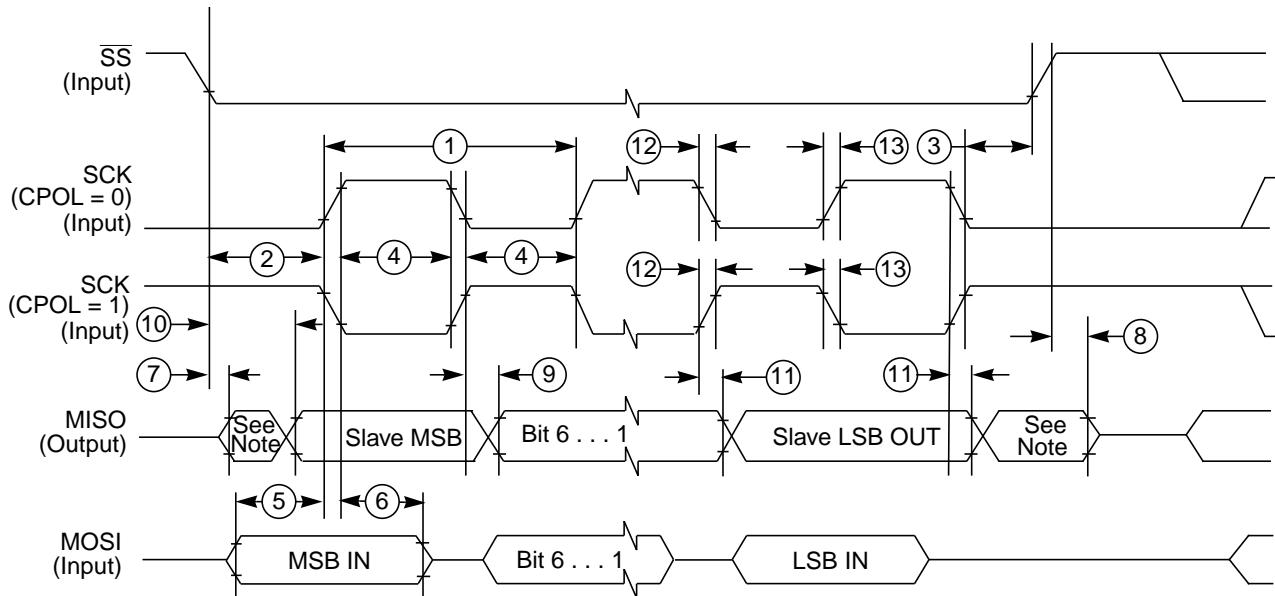 SS
(Input)
1
12
13
3
SCK
(CPOL = 0)
(Input)
2
4
4
12
13
SCK
(CPOL = 1)
(Input)
10
8
7
9
11
11
MISO
(Output)
See
Note
Slave MSB
Bit 6 . . . 1
Slave LSB OUT
See
Note
5
6
MOSI
(Input)
MSB IN
Bit 6 . . . 1
LSB IN